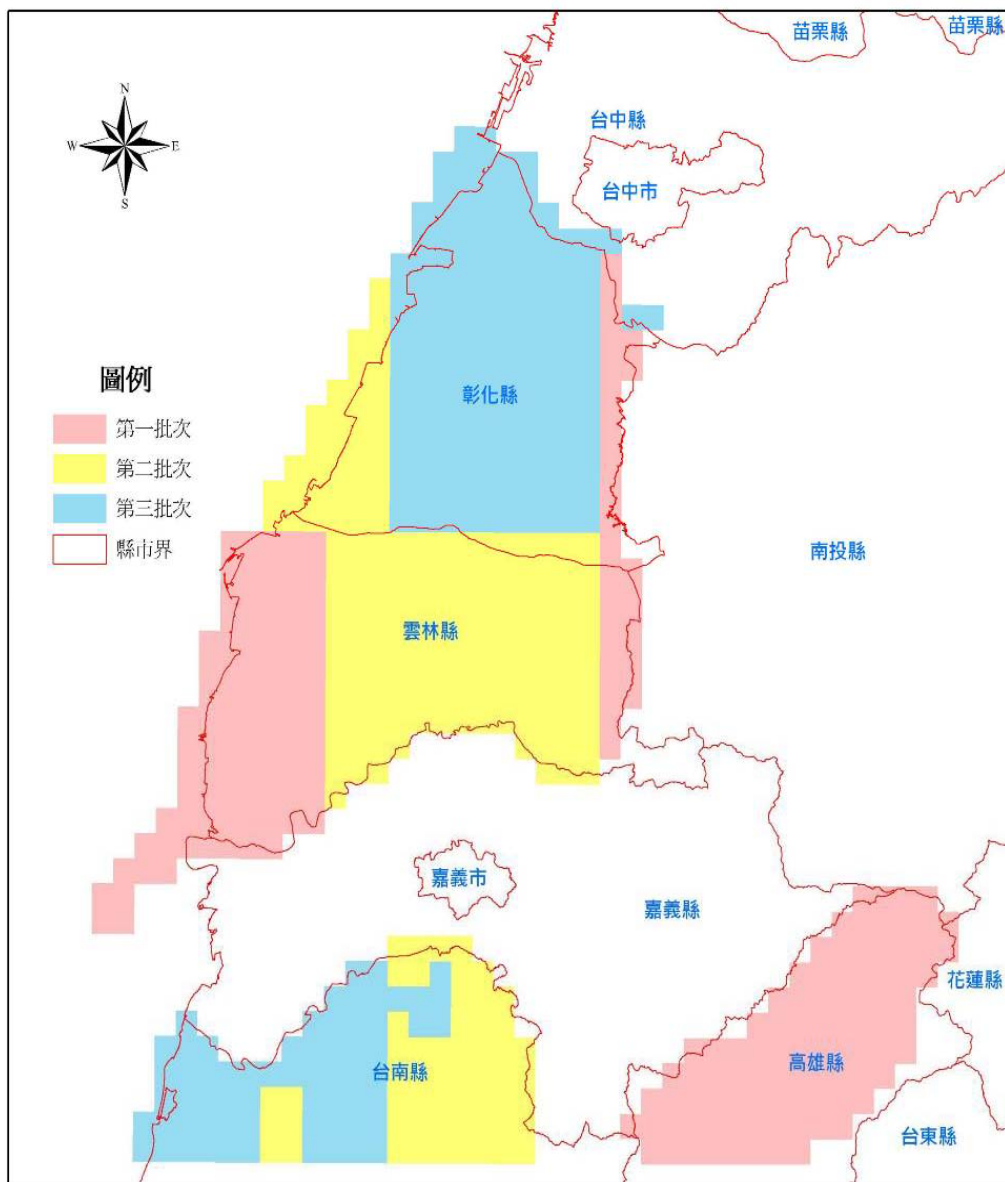 苗栗縣
苗栗縣
N
W
E
S
台中縣
台中市
圖例
第一批次
第二批次
第三批次
縣市界
彰化縣
南投縣
雲林縣
嘉義市
嘉義縣
花蓮縣
台南縣
高雄縣
台東縣